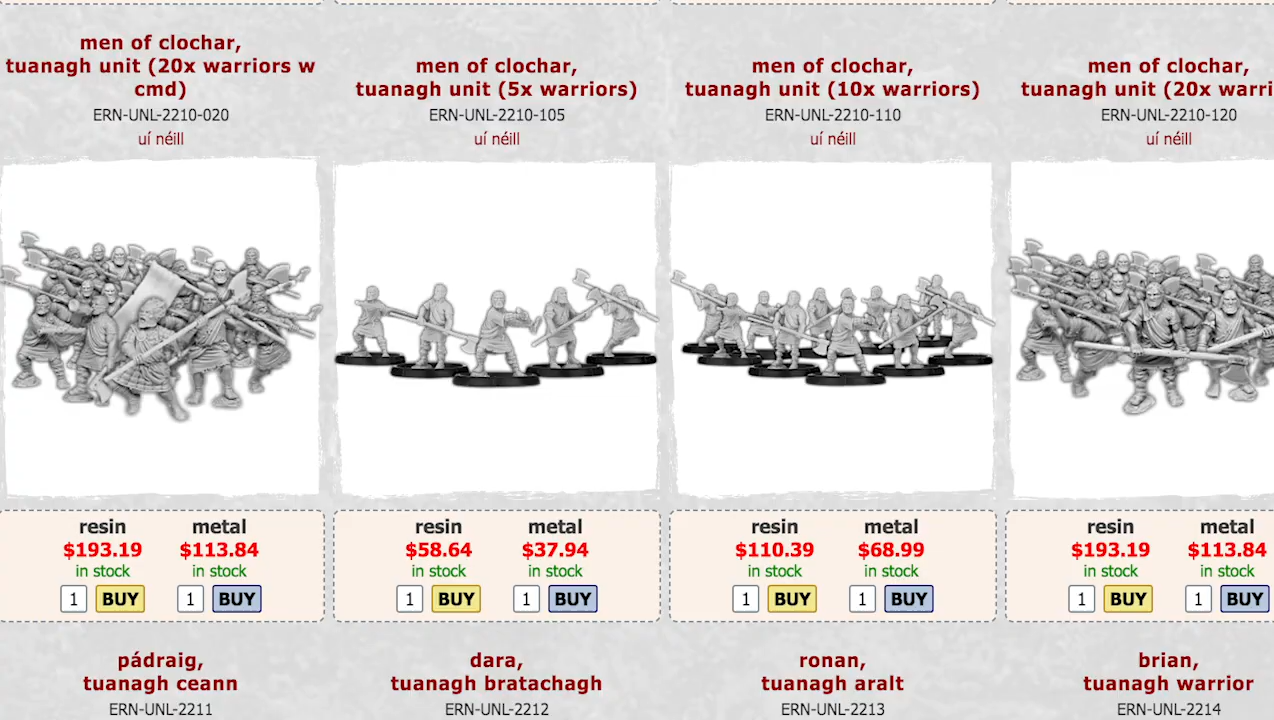 men of clochar,
tuanagh unit (20x warriors w
cmd)
ERN-UNL-2210-020
uí néill
men of clochar,
tuanagh unit (5x warriors)
ERN-UNL-2210-105
uí néill
men of clochar,
tuanagh unit (10x warriors)
ERN-UNL-2210-110
uí néill
men of clochar,
tuanagh unit (20x
ERN-UNL-2210-120
uí néill
resin metal
$193.19 $113.84
in stock in stock
1 BUY 1 BUY
resin metal
$58.64 $37.94
in stock in stock
1 BUY 1 BUY
resin metal
$110.39 $68.99
in stock in stock
1 BUY 1 BUY
resin metal
$193.19 $113.84
in stock in stock
1 BUY 1 BUY
pádraig,
tuanagh ceann
ERN-UNL-2211
dara,
tuanagh bratachagh
ERN-UNL-2212
ronan,
tuanagh aralt
ERN-UNL-2213
brian,
tuanagh warrior
ERN-UNL-2214